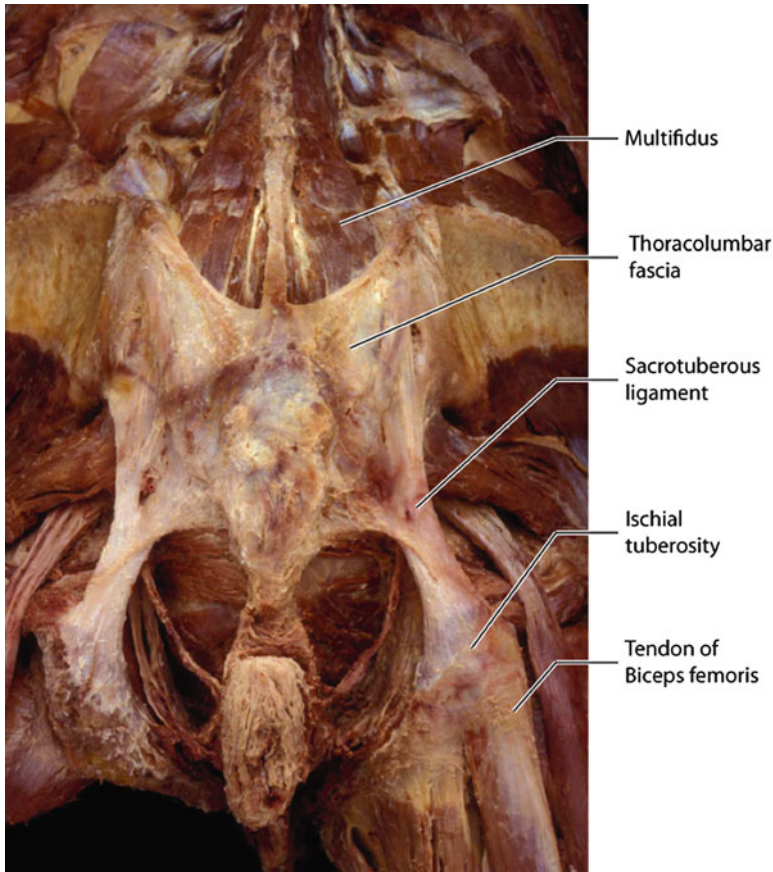 Multifidus
Thoracolumbar
fascia
Sacrotuberous
ligament
Ischial
tuberosity
Tendon of
Biceps femoris